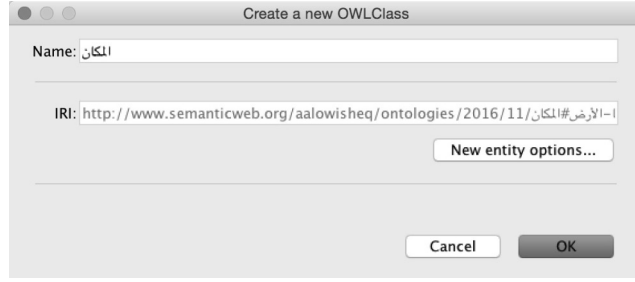 Create a new OWLClass
Name: المكان
IRI: http://www.semanticweb.org/aalowisheq/ontologies/2016/11/ا-الأرض#المكان
New entity options...
Cancel OK